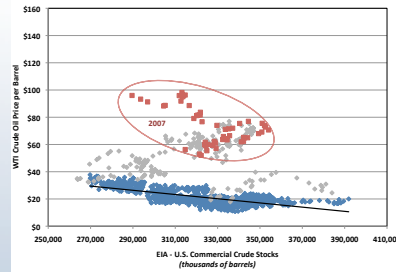 $160
$140
$120
$100
$80
$60
$40
$20
$0
WTI Crude Oil Price per Barrel
2007
250,000 270,000 290,000 310,000 330,000 350,000 370,000 390,000 410,00
EIA - U.S. Commercial Crude Stocks
(thousands of barrels)